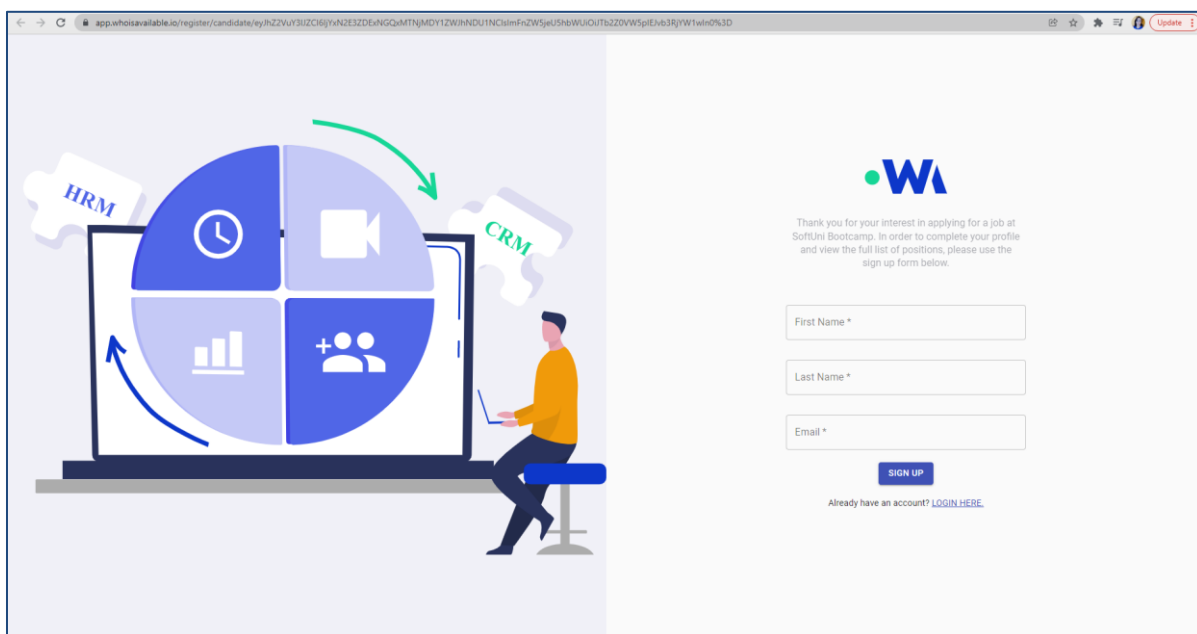 app.whoisavailable.io/register/candidate/
Update
HRM
CRM
WA
Thank you for your interest in applying for a job at
SoftUni Bootcamp. In order to complete your profile
and view the full list of positions, please use the
sign up form below.
First Name *
Last Name *
Email *
SIGN UP
Already have an account? LOGIN HERE.